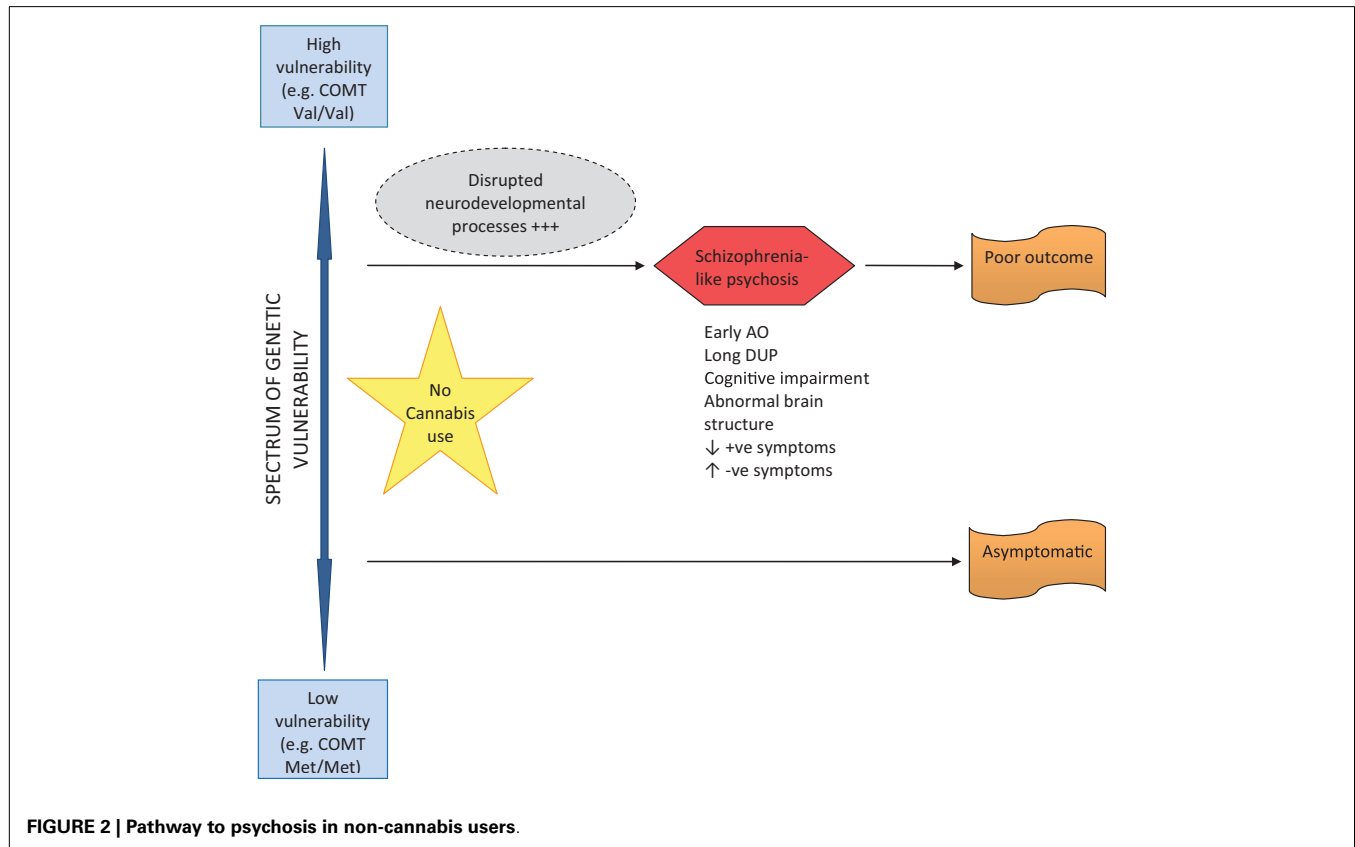 High
vulnerability
(e.g. COMT
Val/Val)
Disrupted
neurodevelopmental
processes +++
Schizophrenia-
like psychosis
Poor outcome
Early AO
Long DUP
Cognitive impairment
Abnormal brain
structure
↓ +ve symptoms
↑ -ve symptoms
SPECTRUM OF GENETIC
VULNERABILITY
No
Cannabis
use
Asymptomatic
Low
vulnerability
(e.g. COMT
Met/Met)
FIGURE 2 | Pathway to psychosis in non-cannabis users.